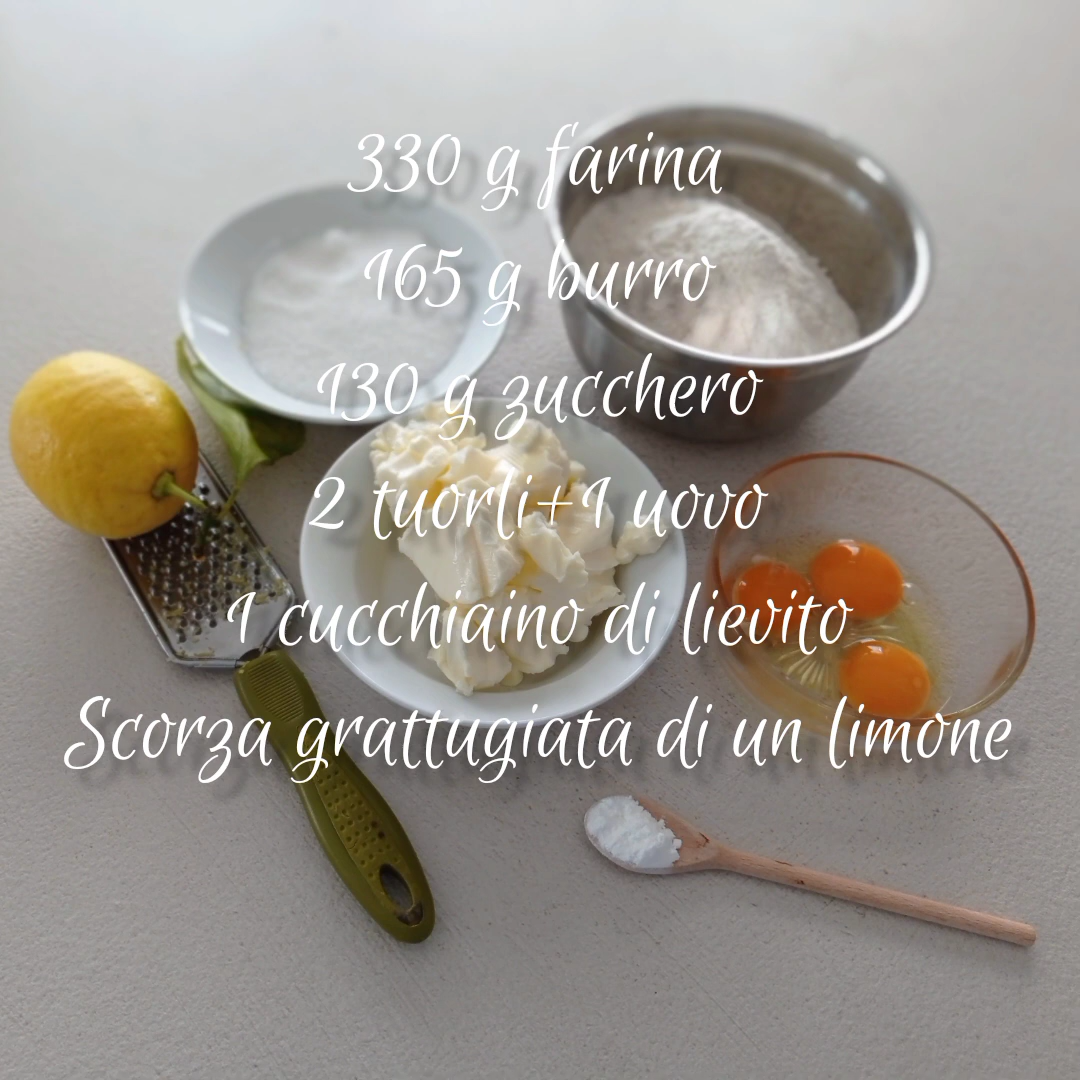 330 g farina
165 g burro
130 g zucchero
2 tuorli+1 uovo
1 cucchiaino di lievito
Scorza grattugiata di un limone